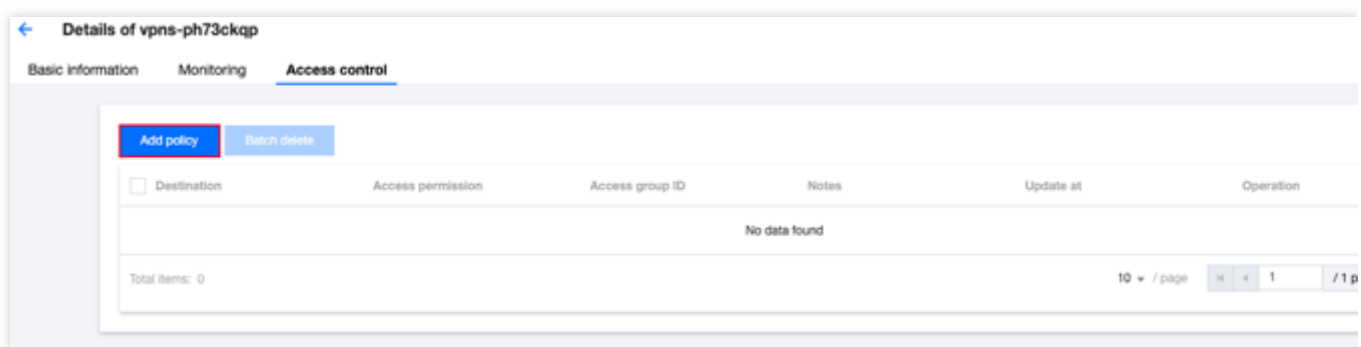 Details of vpns-ph73ckqp
Basic information Monitoring Access control
Add policy Batch delete
Destination Access permission Access group ID Notes Update at Operation
No data found
Total items: 0 10 / page 1 / 1 p